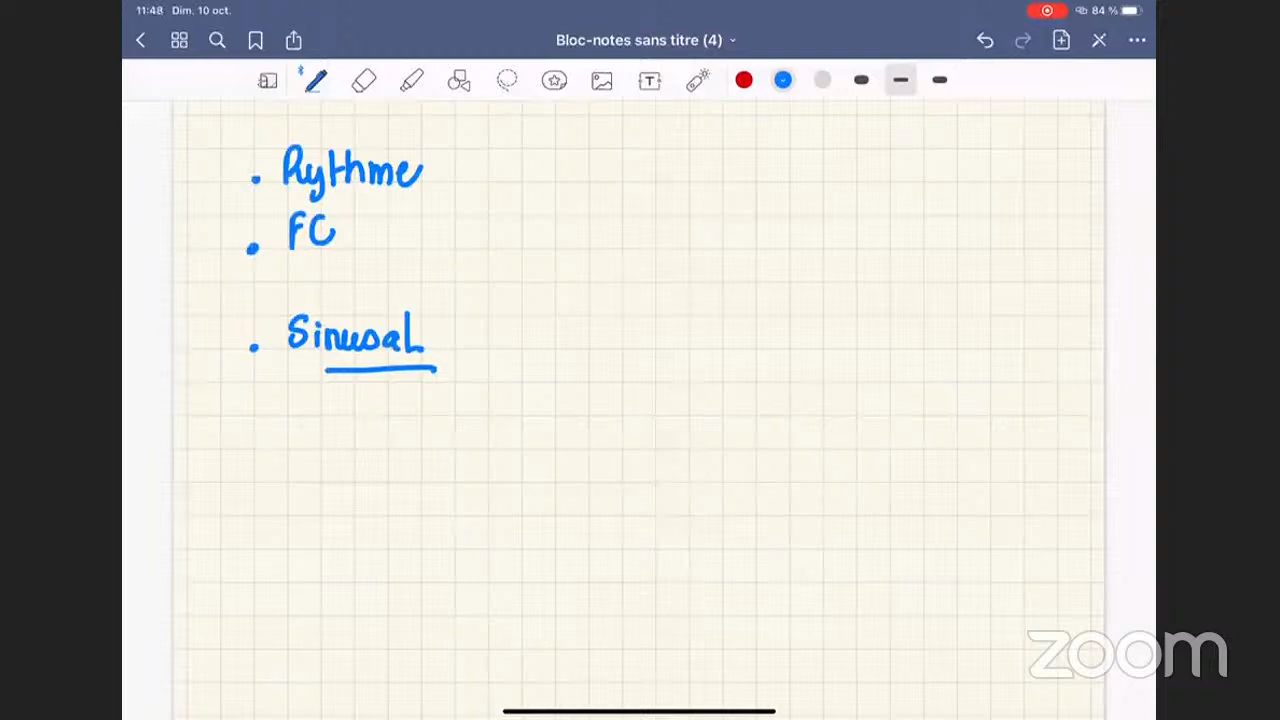 11:48 Dim. 10 oct. 84 %
Bloc-notes sans titre (4)
. Rythme
. FC
. Sinusal
zoom